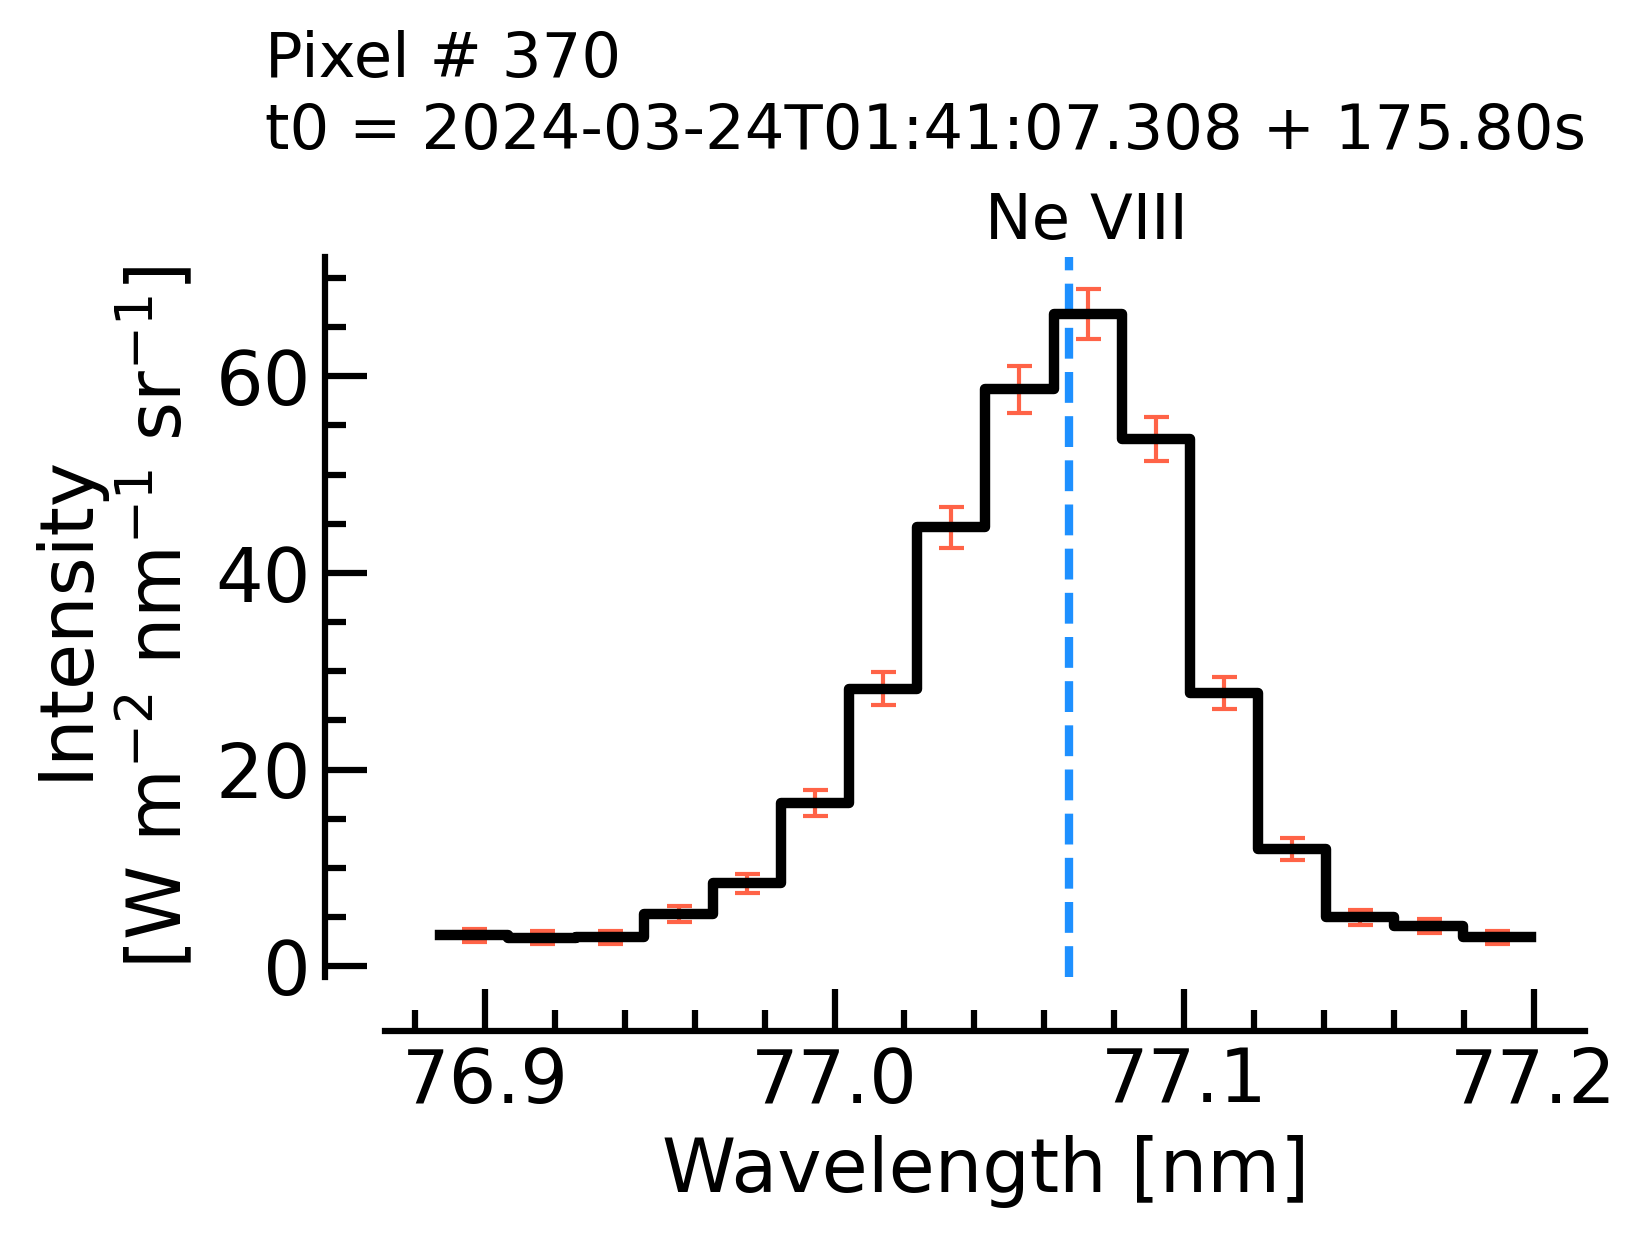 Pixel # 370
t0 = 2024-03-24T01:41:07.308 + 175.80s
Ne VIII
Intensity
[W m⁻² nm⁻¹ sr⁻¹]
60
40
20
0
76.9 77.0 77.1 77.2
Wavelength [nm]